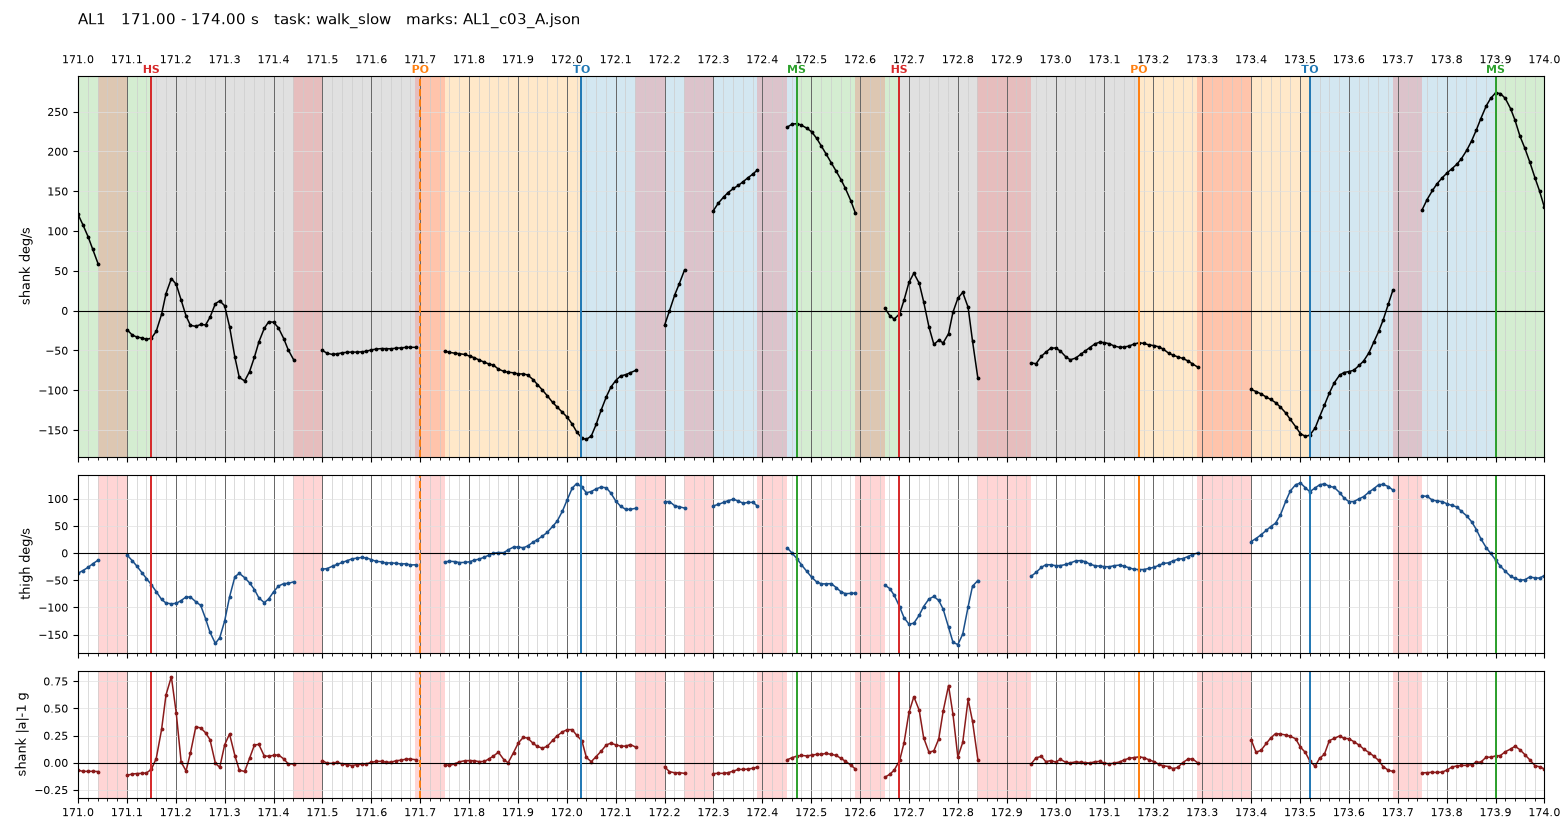 AL1   171.00 - 174.00 s   task: walk_slow   marks: AL1_c03_A.json
171.0 171.1 171.2 171.3 171.4 171.5 171.6 171.7 171.8 171.9 172.0 172.1 172.2 172.3 172.4 172.5 172.6 172.7 172.8 172.9 173.0 173.1 173.2 173.3 173.4 173.5 173.6 173.7 173.8 173.9 174.0
HS PO TO MS HS PO TO MS
250
200
150
100
50
0
−50
−100
−150
shank deg/s
100
50
0
−50
−100
−150
thigh deg/s
0.75
0.50
0.25
0.00
−0.25
shank |a|-1 g
171.0 171.1 171.2 171.3 171.4 171.5 171.6 171.7 171.8 171.9 172.0 172.1 172.2 172.3 172.4 172.5 172.6 172.7 172.8 172.9 173.0 173.1 173.2 173.3 173.4 173.5 173.6 173.7 173.8 173.9 174.0